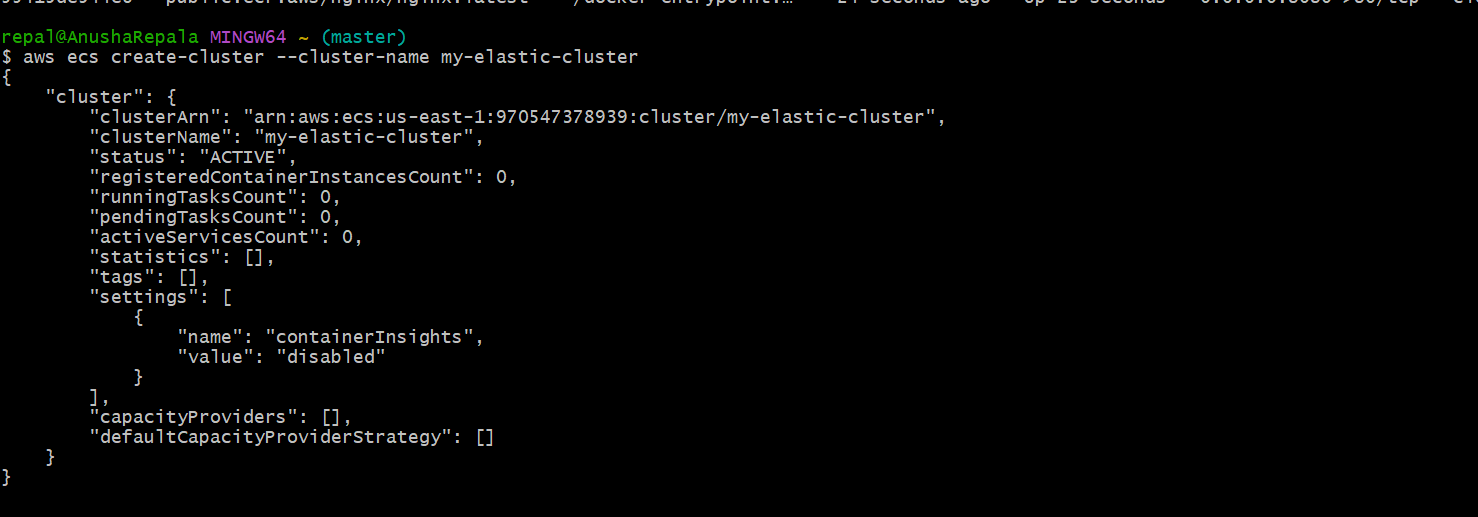 repal@AnushaRepala MINGW64 ~ (master)
$ aws ecs create-cluster --cluster-name my-elastic-cluster
{
    "cluster": {
        "clusterArn": "arn:aws:ecs:us-east-1:970547378939:cluster/my-elastic-cluster",
        "clusterName": "my-elastic-cluster",
        "status": "ACTIVE",
        "registeredContainerInstancesCount": 0,
        "runningTasksCount": 0,
        "pendingTasksCount": 0,
        "activeServicesCount": 0,
        "statistics": [],
        "tags": [],
        "settings": [
            {
                "name": "containerInsights",
                "value": "disabled"
            }
        ],
        "capacityProviders": [],
        "defaultCapacityProviderStrategy": []
    }
}